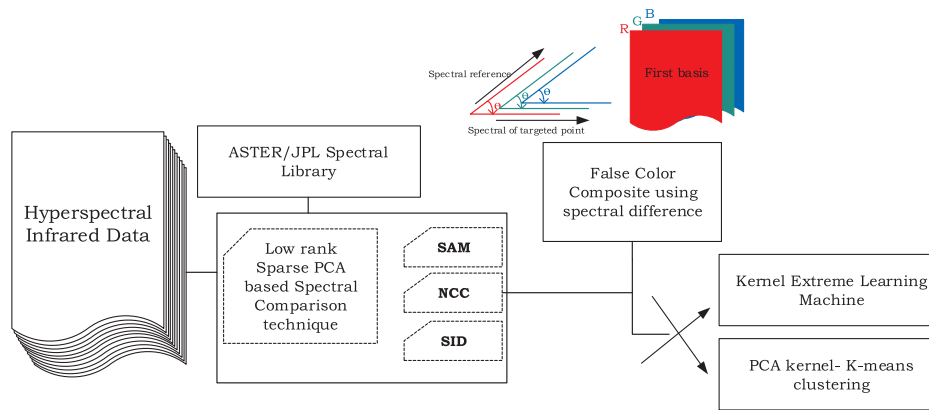 R
G
B
First basis
Spectral reference
θ
θ
θ
Spectral of targeted point
ASTER/JPL Spectral
Library
Hyperspectral
Infrared Data
Low rank
Sparse PCA
based Spectral
Comparison
technique
SAM
NCC
SID
False Color
Composite using
spectral difference
Kernel Extreme Learning
Machine
PCA kernel- K-means
clustering